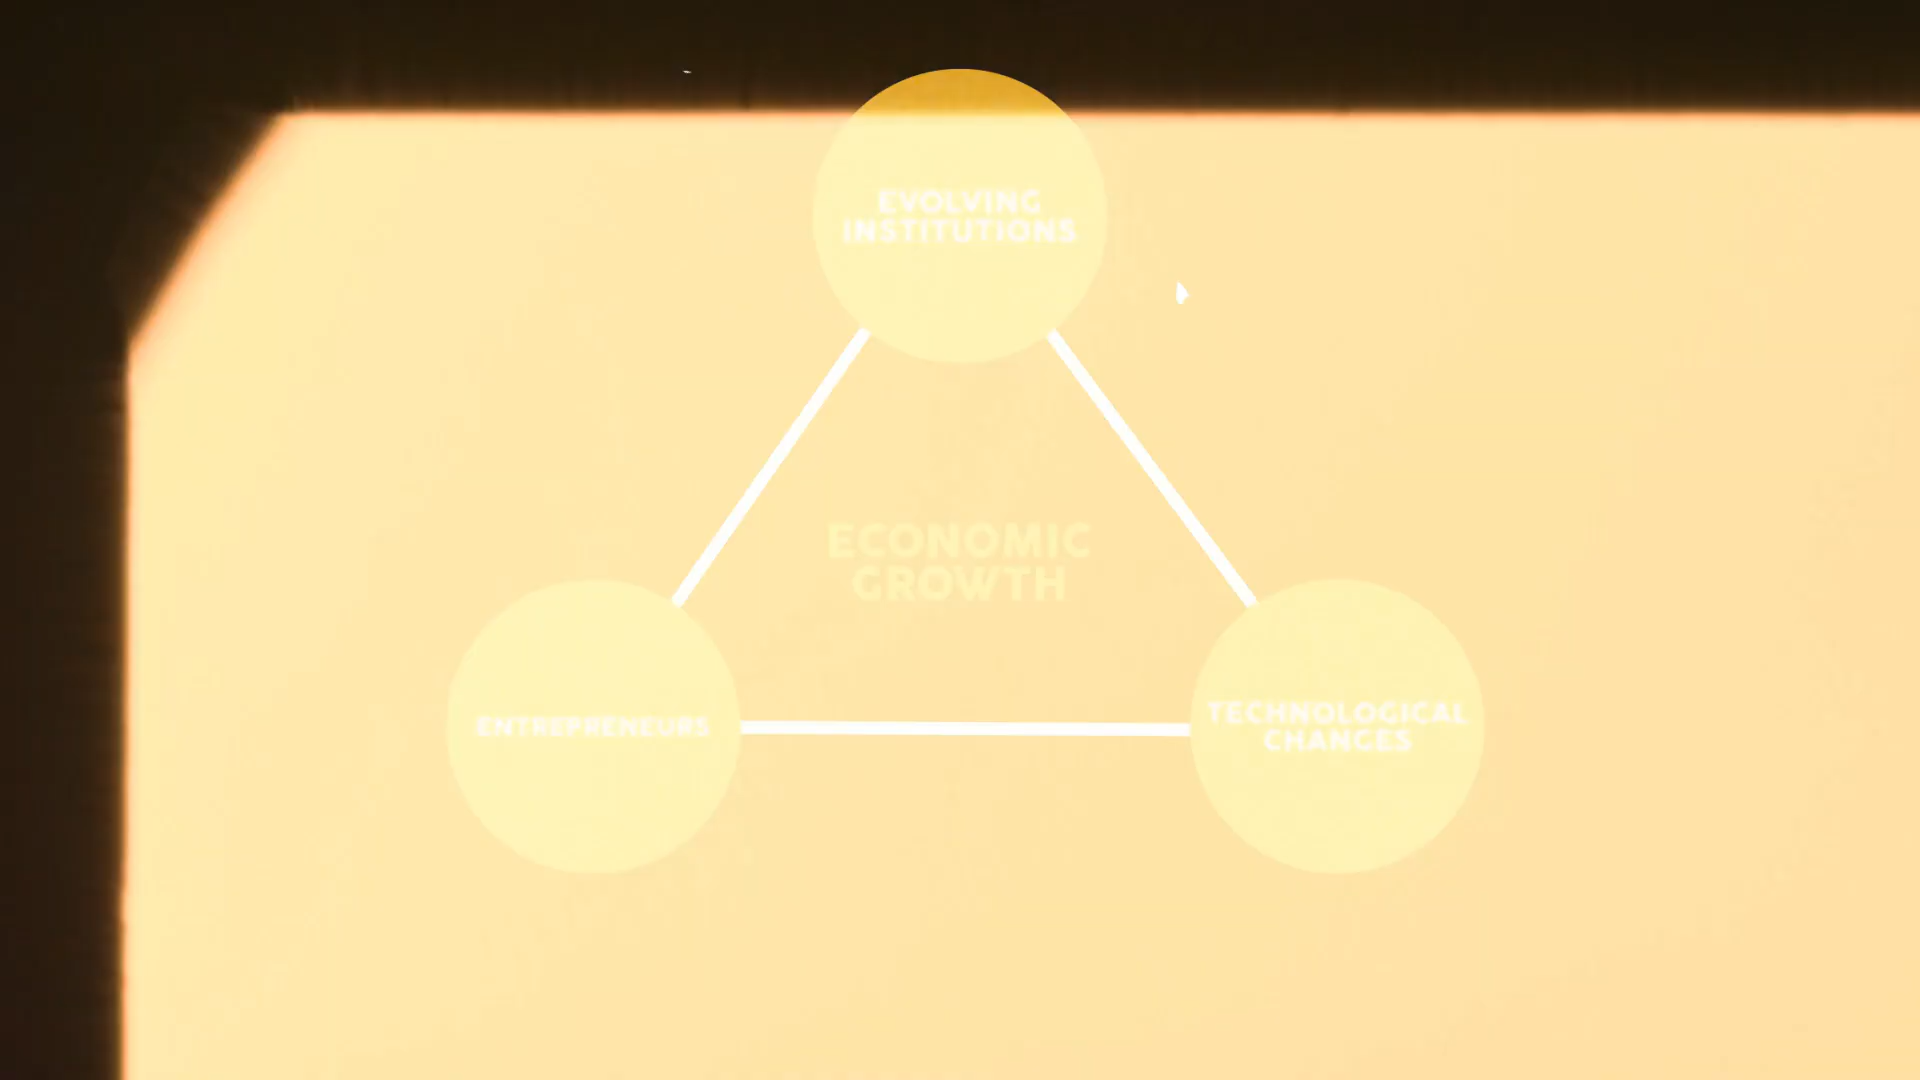 EVOLVING
INSTITUTIONS
ECONOMIC
GROWTH
ENTREPRENEURS
TECHNOLOGICAL
CHANGES